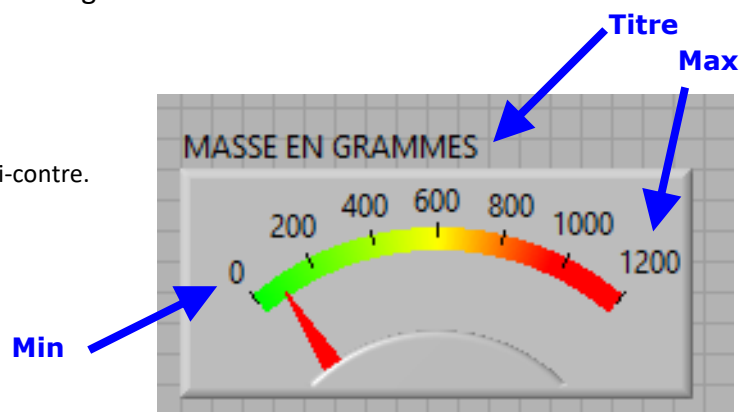 Titre
Max
MASSE EN GRAMMES
i-contre.
0 200 400 600 800 1000 1200
Min